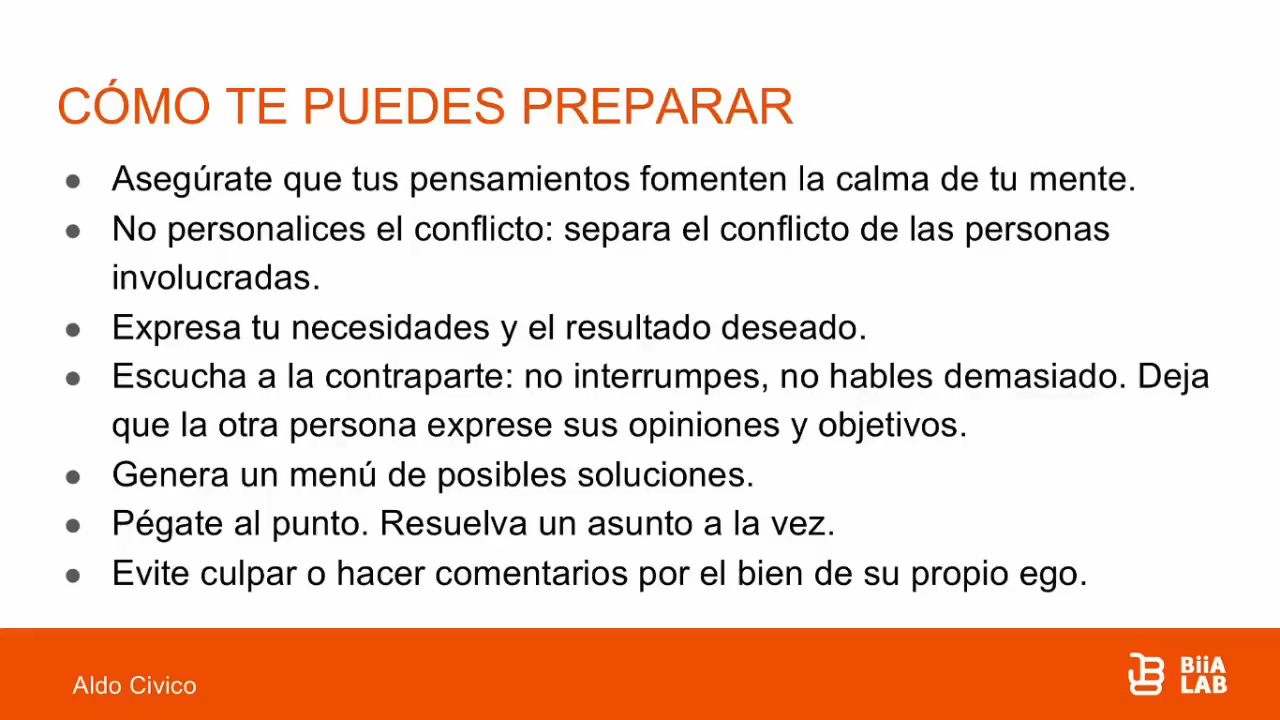 CÓMO TE PUEDES PREPARAR
● Asegúrate que tus pensamientos fomenten la calma de tu mente.
● No personalices el conflicto: separa el conflicto de las personas
involucradas.
● Expresa tu necesidades y el resultado deseado.
● Escucha a la contraparte: no interrumpes, no hables demasiado. Deja
que la otra persona exprese sus opiniones y objetivos.
● Genera un menú de posibles soluciones.
● Pégate al punto. Resuelva un asunto a la vez.
● Evite culpar o hacer comentarios por el bien de su propio ego.
Aldo Civico
BiiA
LAB